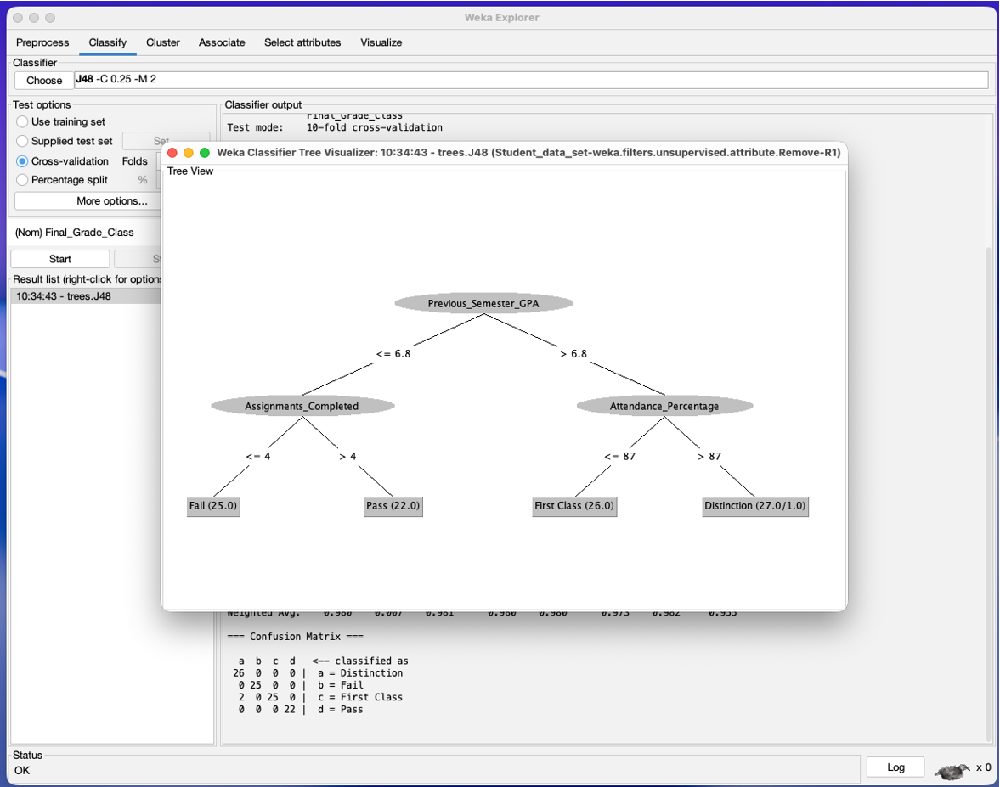 Weka Explorer
Preprocess Classify Cluster Associate Select attributes Visualize
Classifier
Choose J48 -C 0.25 -M 2
Test options
Use training set
Supplied test set Set
Cross-validation Folds
Percentage split %
More options...
(Nom) Final_Grade_Class
Start
Result list (right-click for options
10:34:43 - trees.J48
Classifier output
Final_Grade_Class
Test mode: 10-fold cross-validation
Weka Classifier Tree Visualizer: 10:34:43 - trees.J48 (Student_data_set-weka.filters.unsupervised.attribute.Remove-R1)
Tree View
Previous_Semester_GPA
<= 6.8 > 6.8
Assignments_Completed Attendance_Percentage
<= 4 > 4 <= 87 > 87
Fail (25.0) Pass (22.0) First Class (26.0) Distinction (27.0/1.0)
Weighted Avg. 0.980 0.007 0.981 0.980 0.980 0.973 0.982 0.955
=== Confusion Matrix ===
a b c d <-- classified as
26 0 0 0 | a = Distinction
0 25 0 0 | b = Fail
2 0 25 0 | c = First Class
0 0 0 22 | d = Pass
Status
OK
Log
x 0